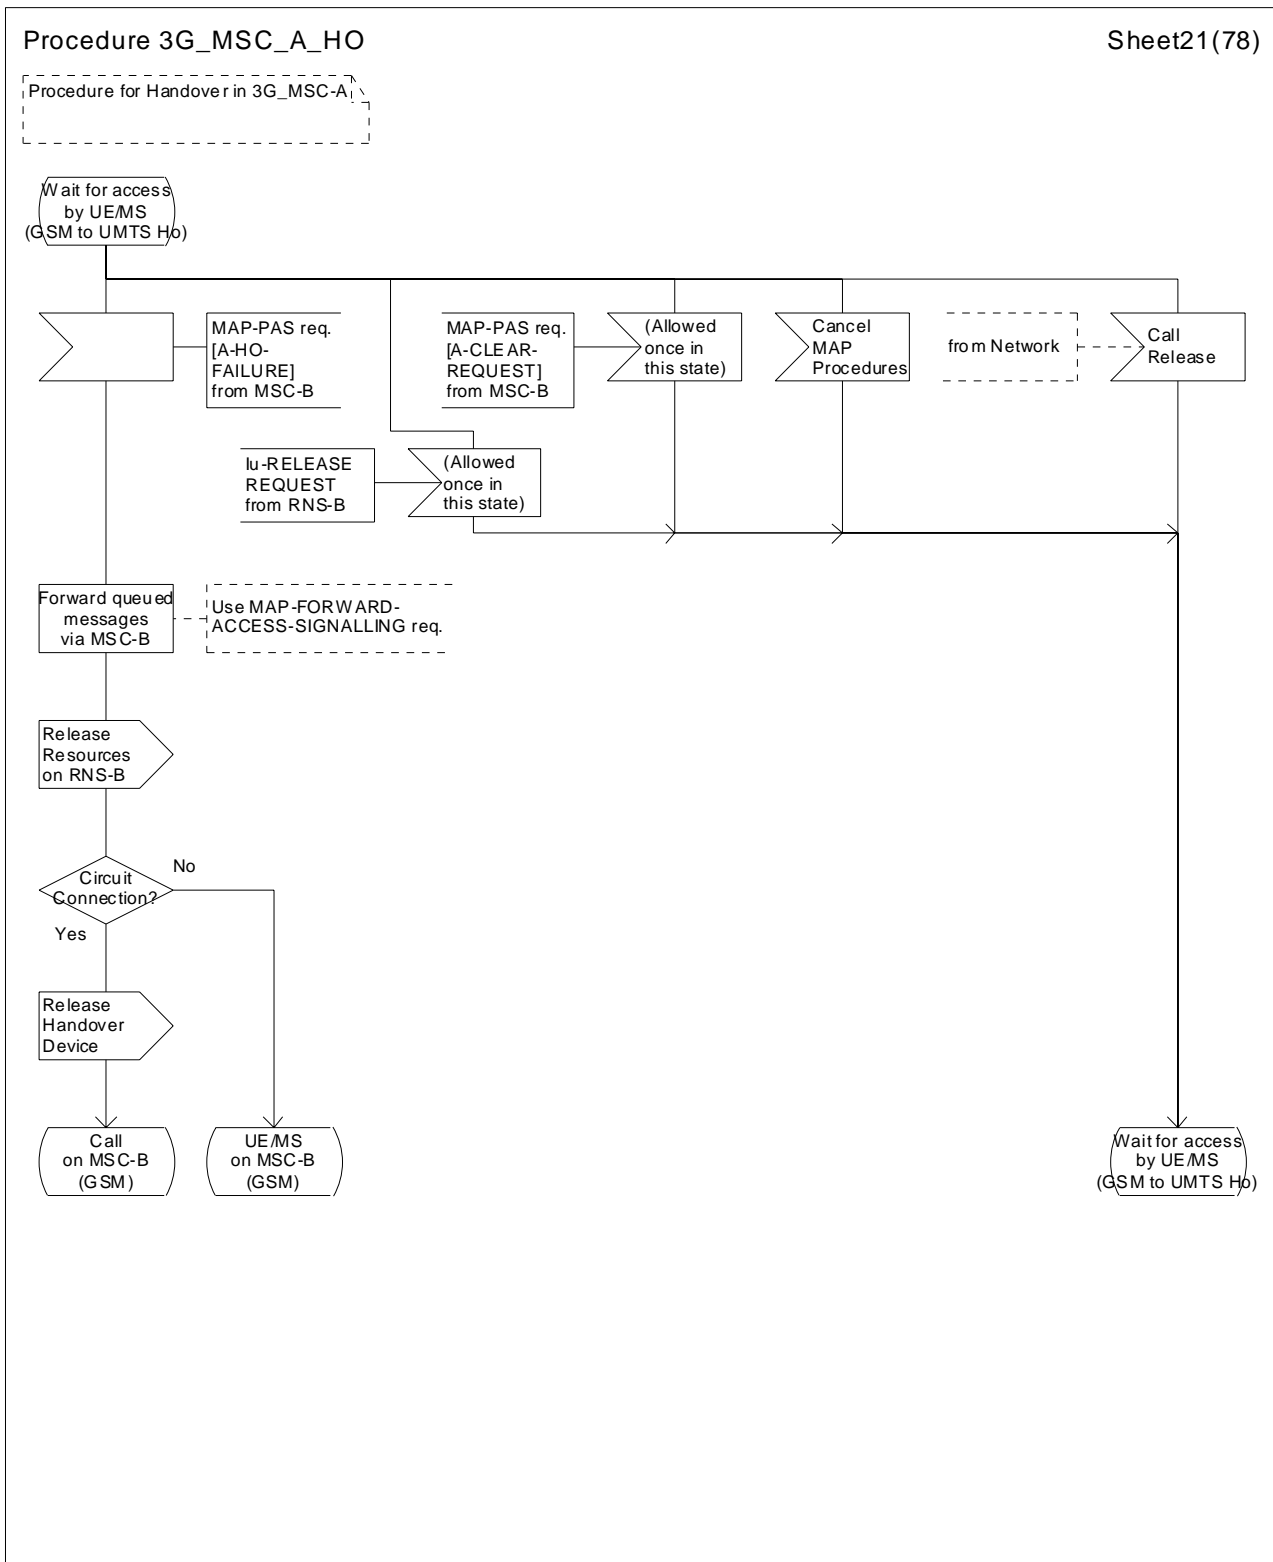 Procedure 3G_MSC_A_HO
Sheet21(78)
Procedure for Handover in 3G_MSC-A
Wait for access
by UE/MS
(GSM to UMTS Ho)
MAP-PAS req.
[A-HO-
FAILURE]
from MSC-B
MAP-PAS req.
[A-CLEAR-
REQUEST]
from MSC-B
(Allowed
once in
this state)
Cancel
MAP
Procedures
from Network
Call
Release
Iu-RELEASE
REQUEST
from RNS-B
(Allowed
once in
this state)
Forward queued
messages
via MSC-B
Use MAP-FORWARD-
ACCESS-SIGNALLING req.
Release
Resources
on RNS-B
Circuit
Connection?
No
Yes
Release
Handover
Device
Call
on MSC-B
(GSM)
UE/MS
on MSC-B
(GSM)
Wait for access
by UE/MS
(GSM to UMTS Ho)